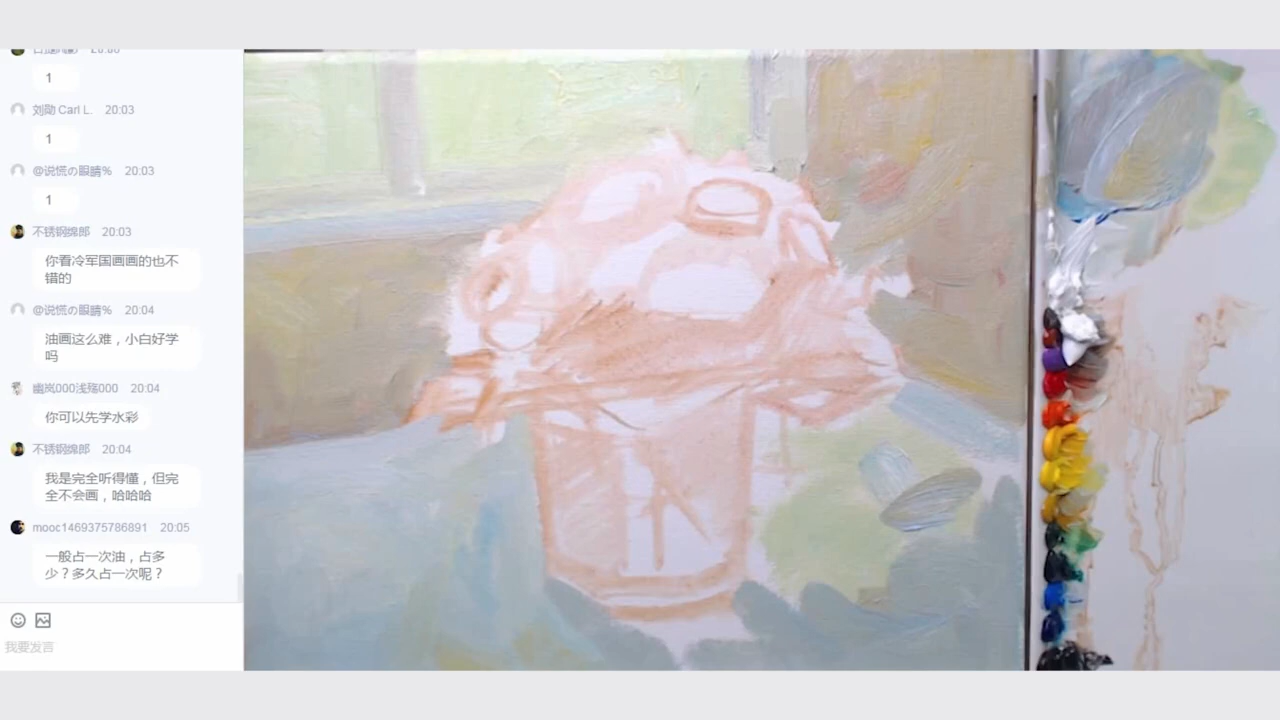 20:00
1
刘勋 Carl L. 20:03
1
@说慌の眼睛% 20:03
1
不锈钢绵郎 20:03
你看冷军国画画的也不
错的
@说慌の眼睛% 20:04
油画这么难，小白好学
吗
幽岚000浅殇000 20:04
你可以先学水彩
不锈钢绵郎 20:04
我是完全听得懂，但完
全不会画，哈哈哈
mooc1469375786891 20:05
一般占一次油，占多
少？多久占一次呢？
我要发言